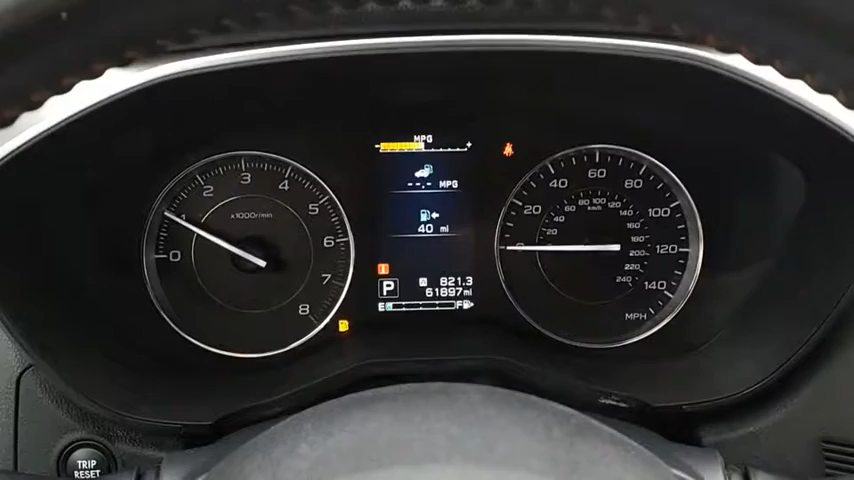 MPG
- +
--.- MPG
40 mi
P
A 821.3
61897mi
E F
0 1 2 3 4 5 6 7 8
x1000r/min
0 20 40 60 80 100 120 140
20 40 60 80 100 120 140 160 180 200 220 240
km/h
MPH
TRIP
RESET